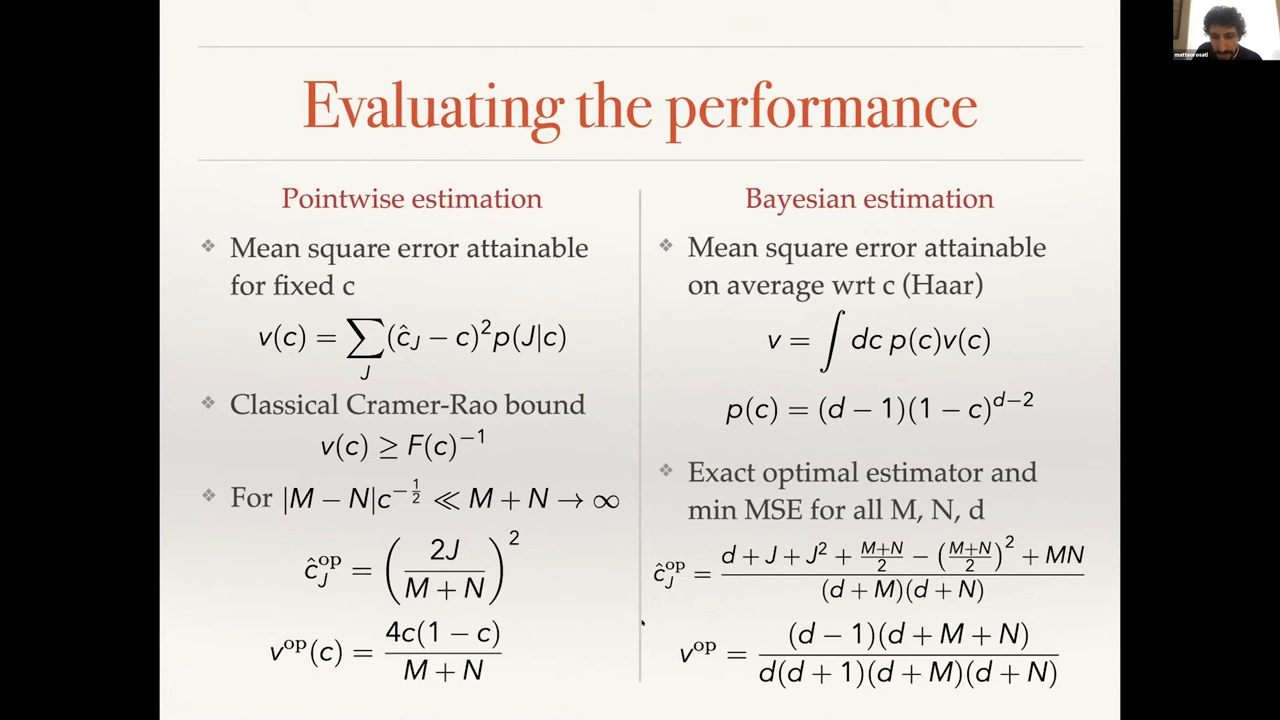 Evaluating the performance
Pointwise estimation
❖ Mean square error attainable
for fixed c
v(c) = ∑_J (ĉ_J − c)² p(J|c)
❖ Classical Cramer-Rao bound
v(c) ≥ F(c)⁻¹
❖ For |M − N|c^{−1/2} ≪ M + N → ∞
ĉ_J^op = (2J / (M + N))²
v^op(c) = 4c(1 − c) / (M + N)
Bayesian estimation
❖ Mean square error attainable
on average wrt c (Haar)
v = ∫ dc p(c)v(c)
p(c) = (d − 1)(1 − c)^{d−2}
❖ Exact optimal estimator and
min MSE for all M, N, d
ĉ_J^op = (d + J + J² + (M+N)/2 − ((M+N)/2)² + MN) / ((d + M)(d + N))
v^op = (d − 1)(d + M + N) / (d(d + 1)(d + M)(d + N))
matteo rosati